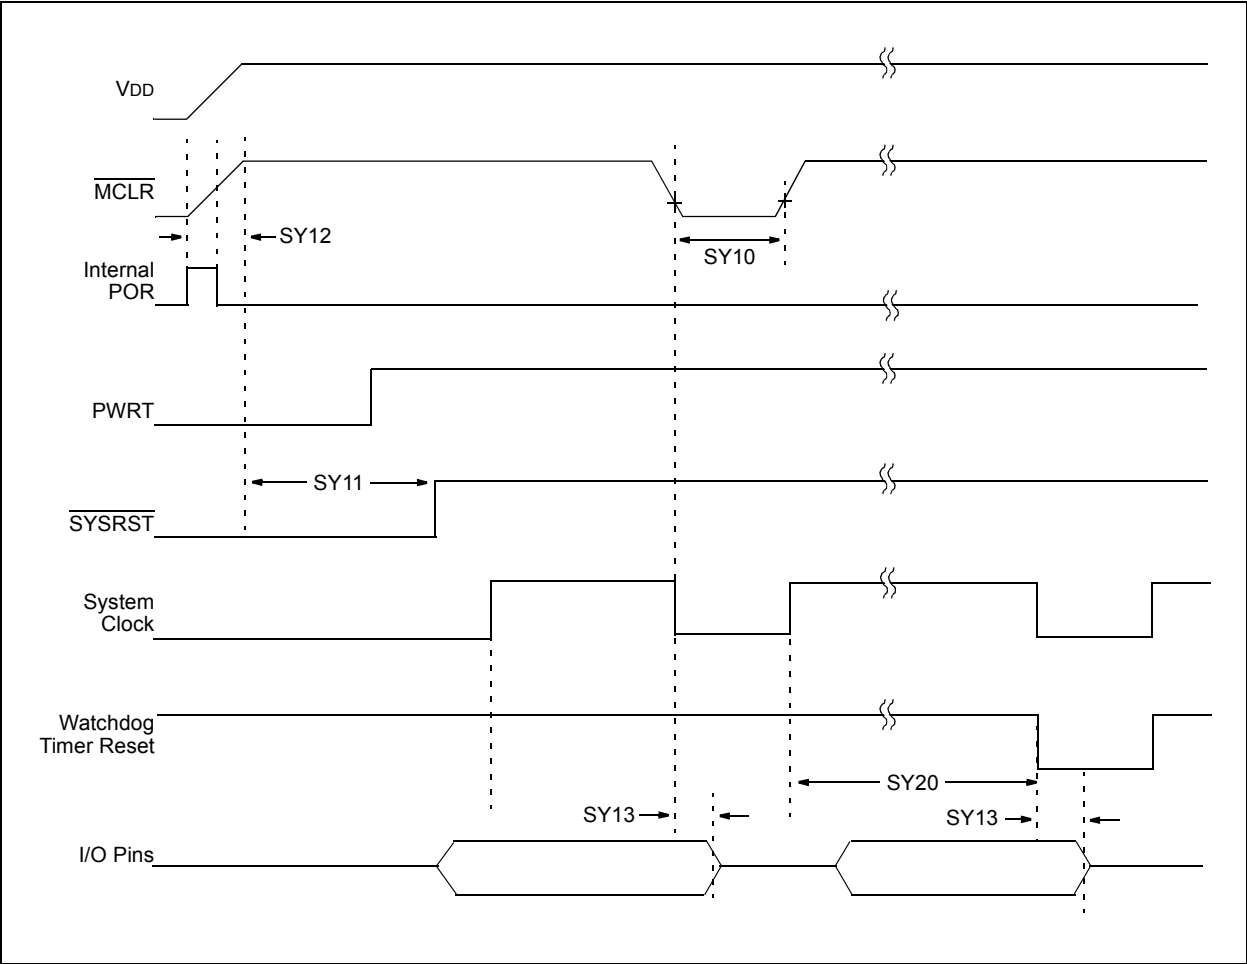 VDD
MCLR
SY12
SY10
Internal
POR
PWRT
SY11
SYSRST
System
Clock
Watchdog
Timer Reset
SY20
SY13
SY13
I/O Pins